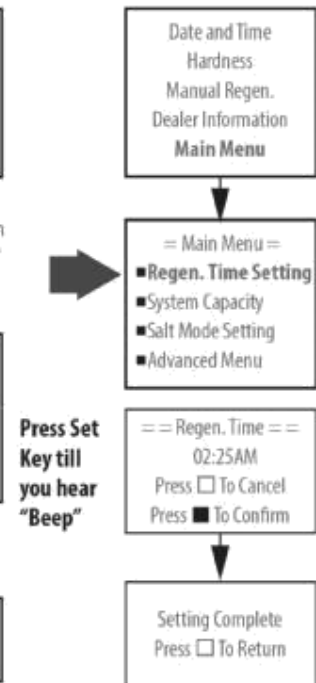 Date and Time
Hardness
Manual Regen.
Dealer Information
Main Menu
= Main Menu =
■Regen. Time Setting
■System Capacity
■Salt Mode Setting
■Advanced Menu
Press Set
Key till
you hear
“Beep”
== Regen. Time ==
02:25AM
Press □ To Cancel
Press ■ To Confirm
Setting Complete
Press □ To Return